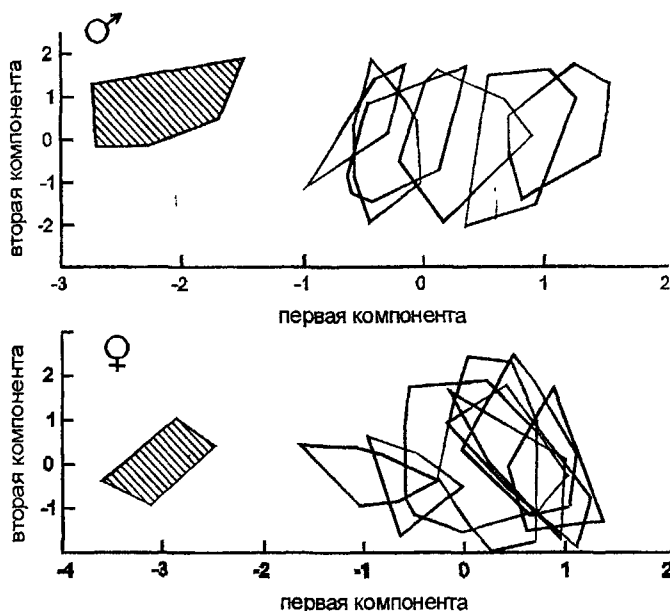 ♂
2
1
0
-1
-2
вторая компонента
-3 -2 -1 0 1 2
первая компонента
♀
2
1
0
-1
вторая компонента
-4 -3 -2 -1 0 1 2
первая компонента